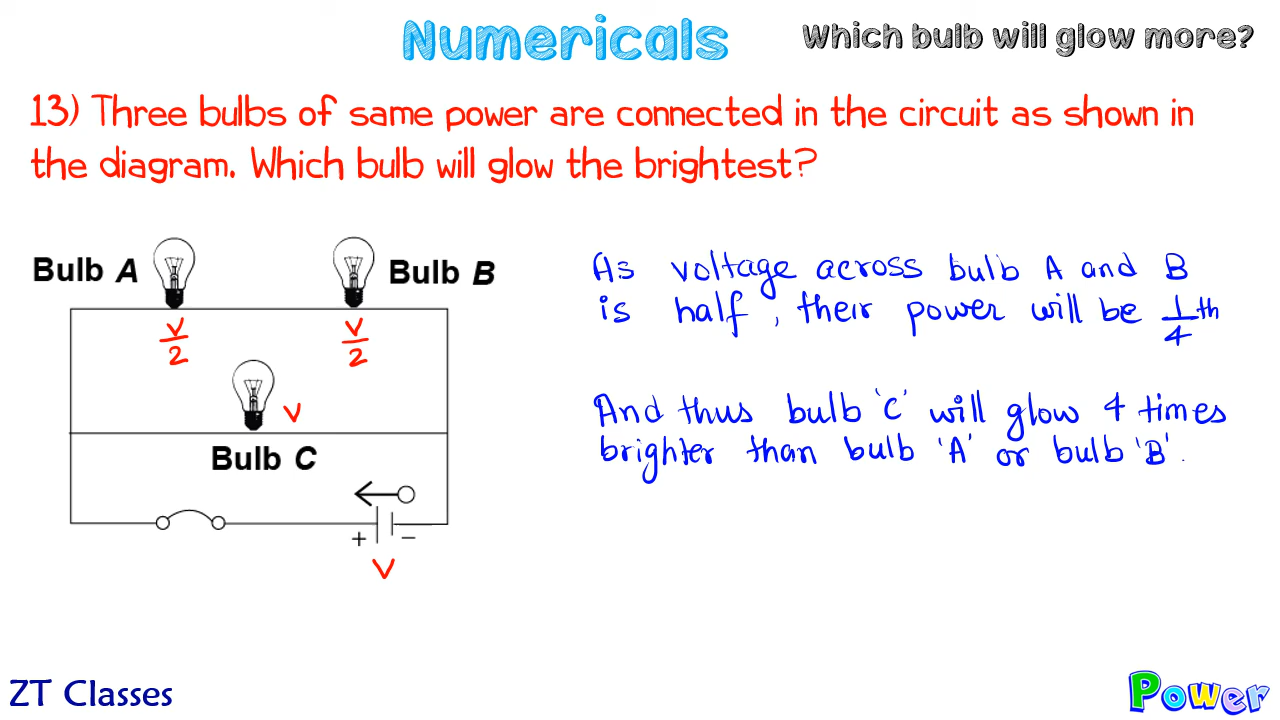 Numericals
Which bulb will glow more?
13) Three bulbs of same power are connected in the circuit as shown in
the diagram. Which bulb will glow the brightest?
Bulb A
Bulb B
V/2
V/2
V
Bulb C
+
−
V
As voltage across bulb A and B
is half, their power will be 1/4 th
And thus bulb 'C' will glow 4 times
brighter than bulb 'A' or bulb 'B'.
ZT Classes
Power